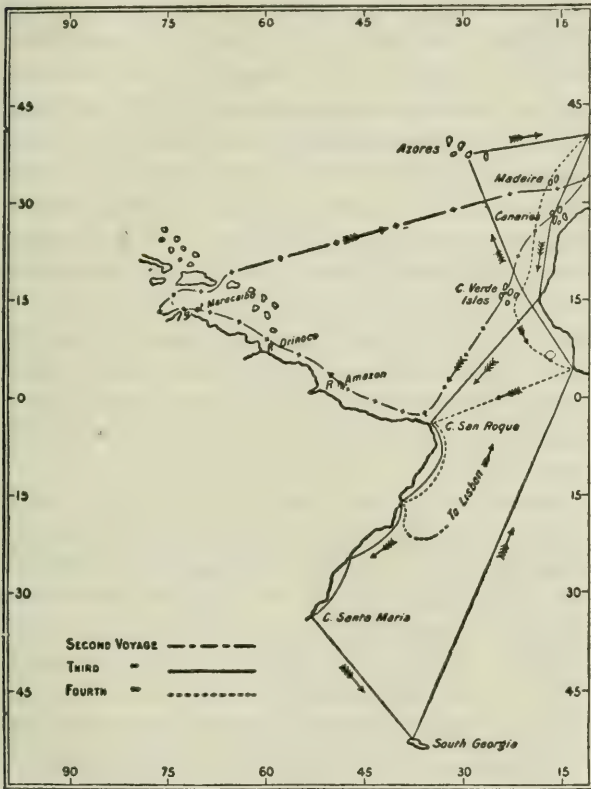 90 75 60 45 30 15
45 45
Azores
Madeira
30 30
Canaries
C. Verde
Isles
15 15
Maracaibo
Orinoco
R. Amazon
0 0
C. San Roque
To Lisbon
15 15
30 30
C. Santa Maria
SECOND VOYAGE
THIRD "
FOURTH "
45 45
South Georgia
90 75 60 45 30 15